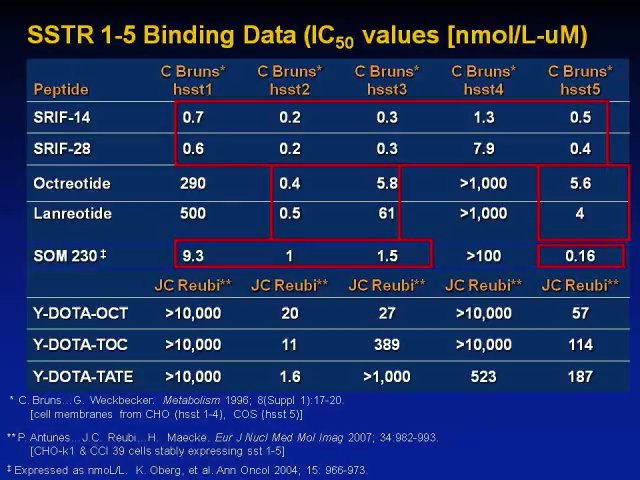 SSTR 1-5 Binding Data (IC50 values [nmol/L-uM)
C Bruns* C Bruns* C Bruns* C Bruns* C Bruns*
Peptide hsst1 hsst2 hsst3 hsst4 hsst5
SRIF-14 0.7 0.2 0.3 1.3 0.5
SRIF-28 0.6 0.2 0.3 7.9 0.4
Octreotide 290 0.4 5.8 >1,000 5.6
Lanreotide 500 0.5 61 >1,000 4
SOM 230‡ 9.3 1 1.5 >100 0.16
JC Reubi** JC Reubi** JC Reubi** JC Reubi** JC Reubi**
Y-DOTA-OCT >10,000 20 27 >10,000 57
Y-DOTA-TOC >10,000 11 389 >10,000 114
Y-DOTA-TATE >10,000 1.6 >1,000 523 187
* C. Bruns…G. Weckbecker. Metabolism 1996; 8(Suppl 1):17-20.
[cell membranes from CHO (hsst 1-4), COS (hsst 5)]
**P. Antunes…J.C. Reubi…H. Maecke. Eur J Nucl Med Mol Imag 2007; 34:982-993.
[CHO-k1 & CCl 39 cells stably expressing sst 1-5]
‡ Expressed as nmoL/L. K. Oberg, et al. Ann Oncol 2004; 15: 966-973.